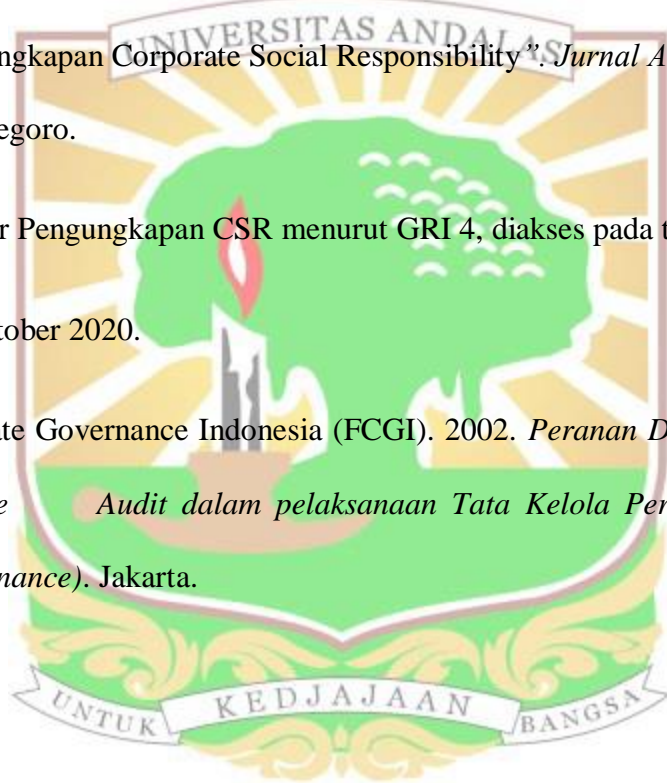 UNIVERSITAS ANDALAS
ngkapan Corporate Social Responsibility”. Jurnal A
egoro.
r Pengungkapan CSR menurut GRI 4, diakses pada t
tober 2020.
ate Governance Indonesia (FCGI). 2002. Peranan D
e Audit dalam pelaksanaan Tata Kelola Per
nance). Jakarta.
UNTUK KEDJAJAAN BANGSA